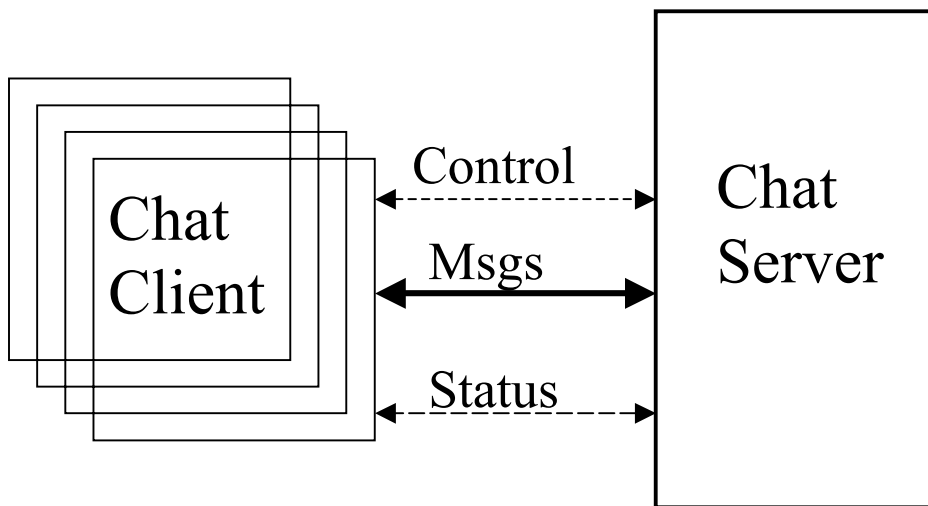 Chat
Client
Control
Msgs
Status
Chat
Server